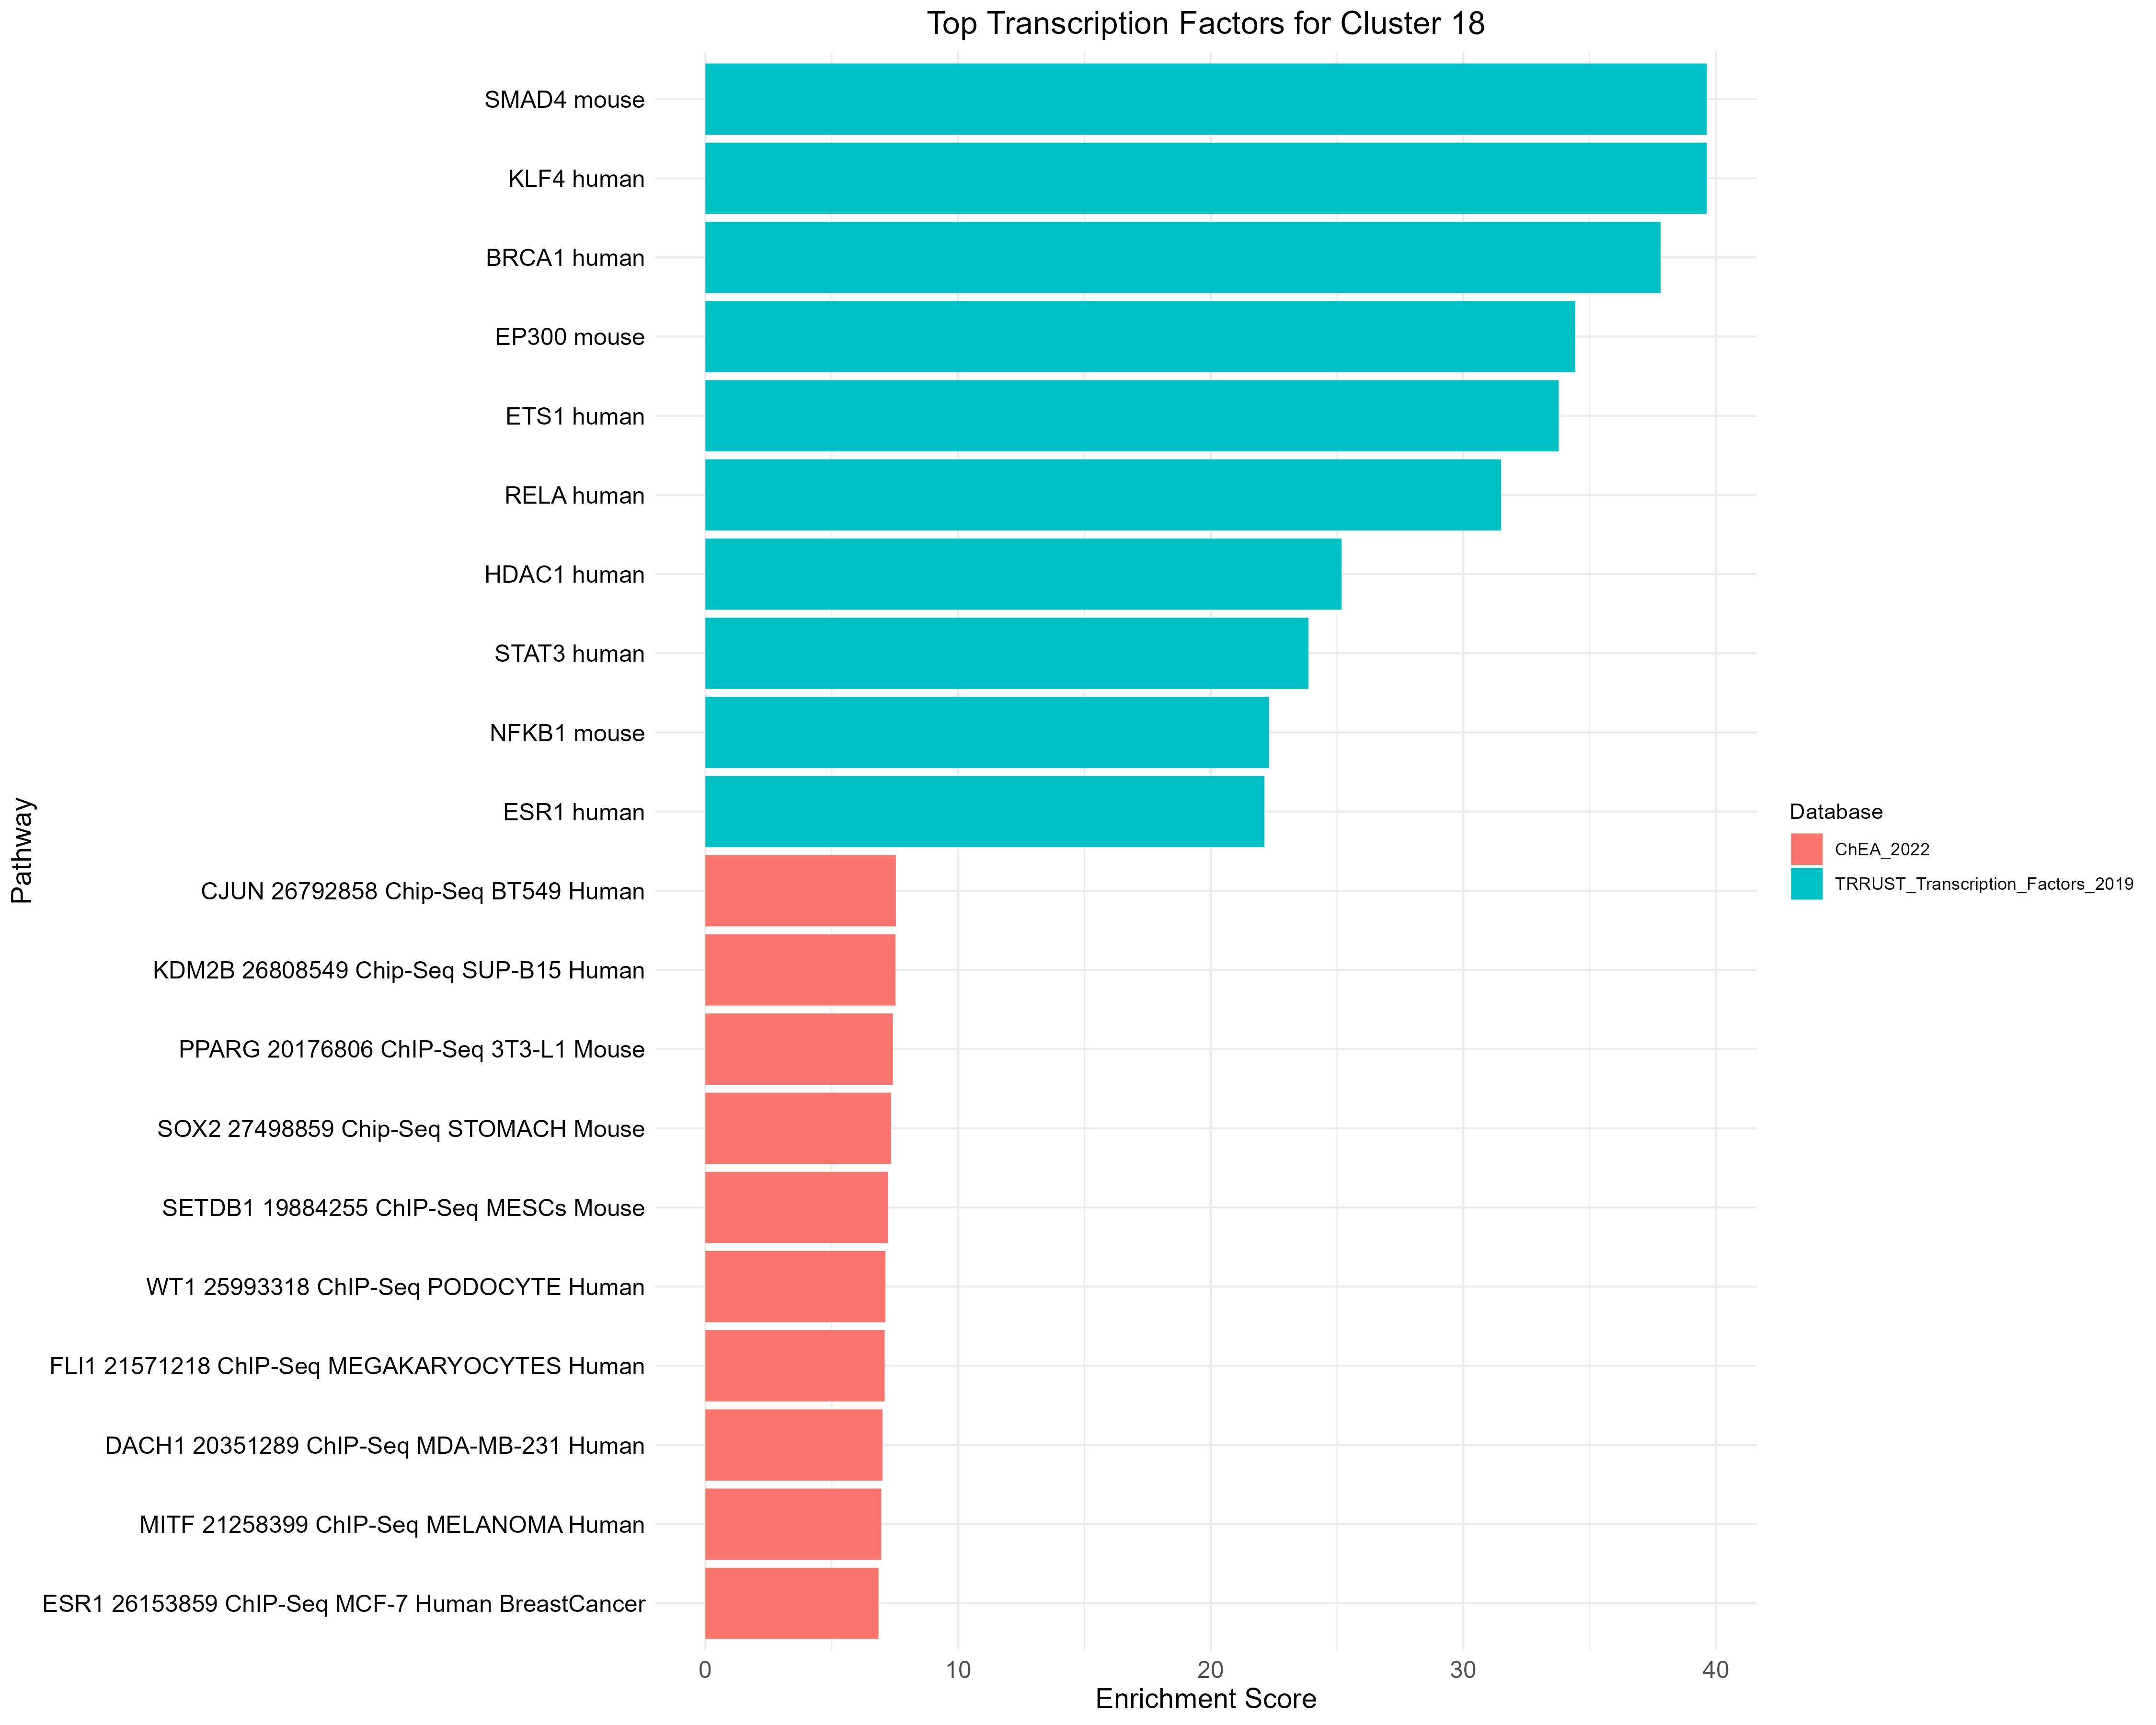 Top Transcription Factors for Cluster 18
SMAD4 mouse
KLF4 human
BRCA1 human
EP300 mouse
ETS1 human
RELA human
HDAC1 human
STAT3 human
NFKB1 mouse
ESR1 human
CJUN 26792858 Chip-Seq BT549 Human
KDM2B 26808549 Chip-Seq SUP-B15 Human
PPARG 20176806 ChIP-Seq 3T3-L1 Mouse
SOX2 27498859 Chip-Seq STOMACH Mouse
SETDB1 19884255 ChIP-Seq MESCs Mouse
WT1 25993318 ChIP-Seq PODOCYTE Human
FLI1 21571218 ChIP-Seq MEGAKARYOCYTES Human
DACH1 20351289 ChIP-Seq MDA-MB-231 Human
MITF 21258399 ChIP-Seq MELANOMA Human
ESR1 26153859 ChIP-Seq MCF-7 Human BreastCancer
Pathway
0 10 20 30 40
Enrichment Score
Database
ChEA_2022
TRRUST_Transcription_Factors_2019